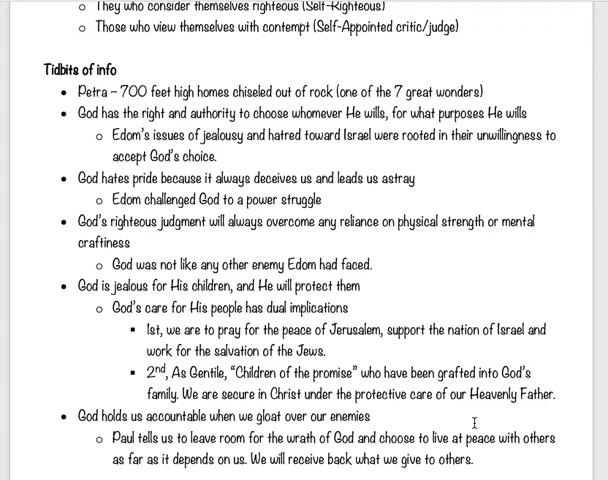 o They who consider themselves righteous (Self-Righteous)
o Those who view themselves with contempt (Self-Appointed critic/judge)
Tidbits of info
• Petra – 700 feet high homes chiseled out of rock (one of the 7 great wonders)
• God has the right and authority to choose whomever He wills, for what purposes He wills
o Edom's issues of jealousy and hatred toward Israel were rooted in their unwillingness to
accept God's choice.
• God hates pride because it always deceives us and leads us astray
o Edom challenged God to a power struggle
• God's righteous judgment will always overcome any reliance on physical strength or mental
craftiness
o God was not like any other enemy Edom had faced.
• God is jealous for His children, and He will protect them
o God's care for His people has dual implications
▪ 1st, we are to pray for the peace of Jerusalem, support the nation of Israel and
work for the salvation of the Jews.
▪ 2nd, As Gentile, "Children of the promise" who have been grafted into God's
family. We are secure in Christ under the protective care of our Heavenly Father.
• God holds us accountable when we gloat over our enemies
o Paul tells us to leave room for the wrath of God and choose to live at peace with others
as far as it depends on us. We will receive back what we give to others.